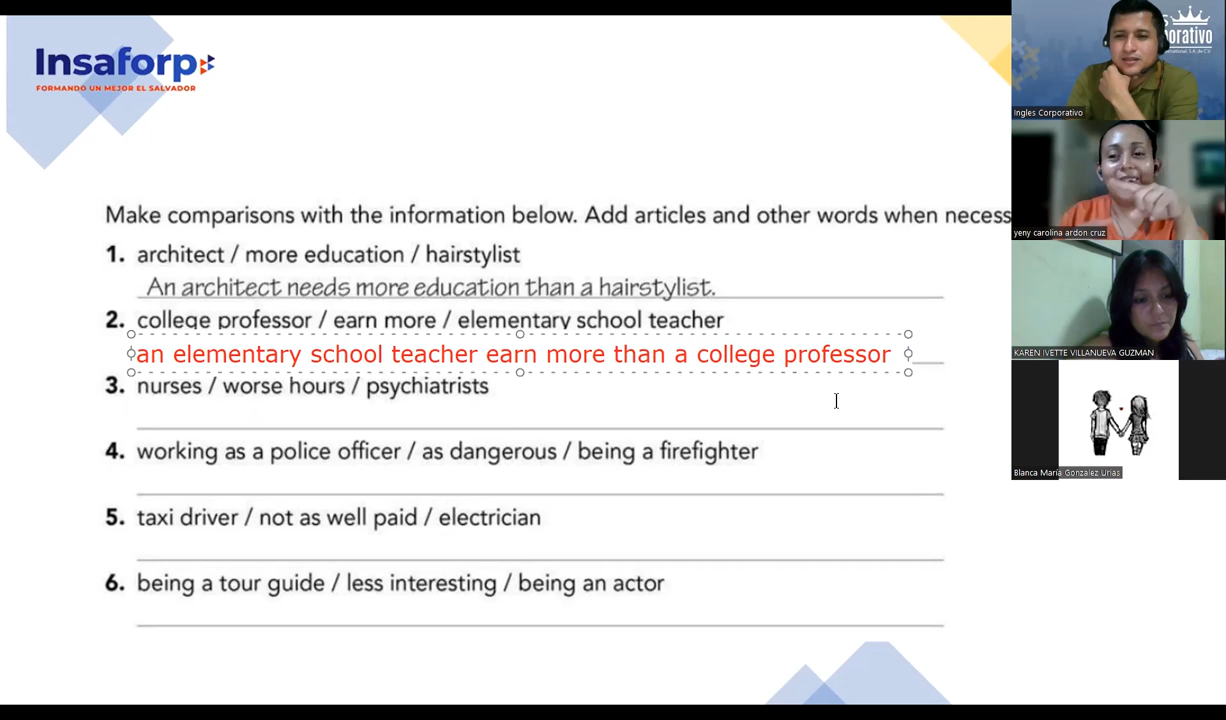 Insaforp
FORMANDO UN MEJOR EL SALVADOR
Make comparisons with the information below. Add articles and other words when necess
1. architect / more education / hairstylist
An architect needs more education than a hairstylist.
2. college professor / earn more / elementary school teacher
an elementary school teacher earn more than a college professor
3. nurses / worse hours / psychiatrists
4. working as a police officer / as dangerous / being a firefighter
5. taxi driver / not as well paid / electrician
6. being a tour guide / less interesting / being an actor
Ingles Corporativo
yeny carolina ardon cruz
KAREN IVETTE VILLANUEVA GUZMAN
Blanca María Gonzalez Urias